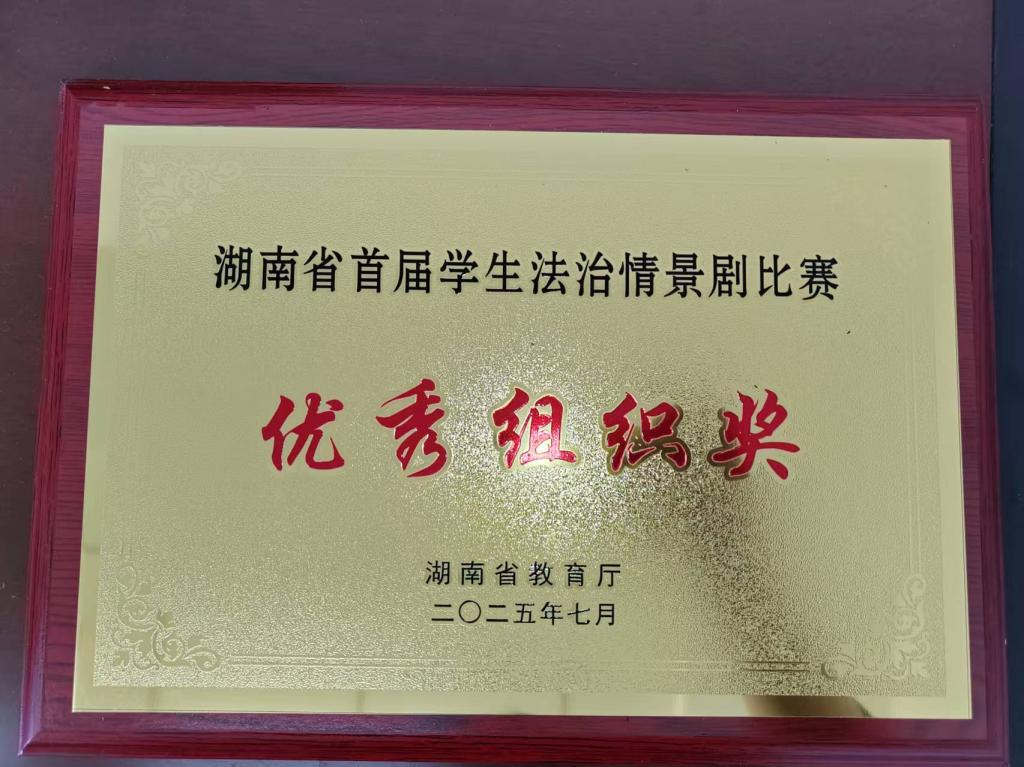 湖南省首届学生法治情景剧比赛
优秀组织奖
湖南省教育厅
二〇二五年七月